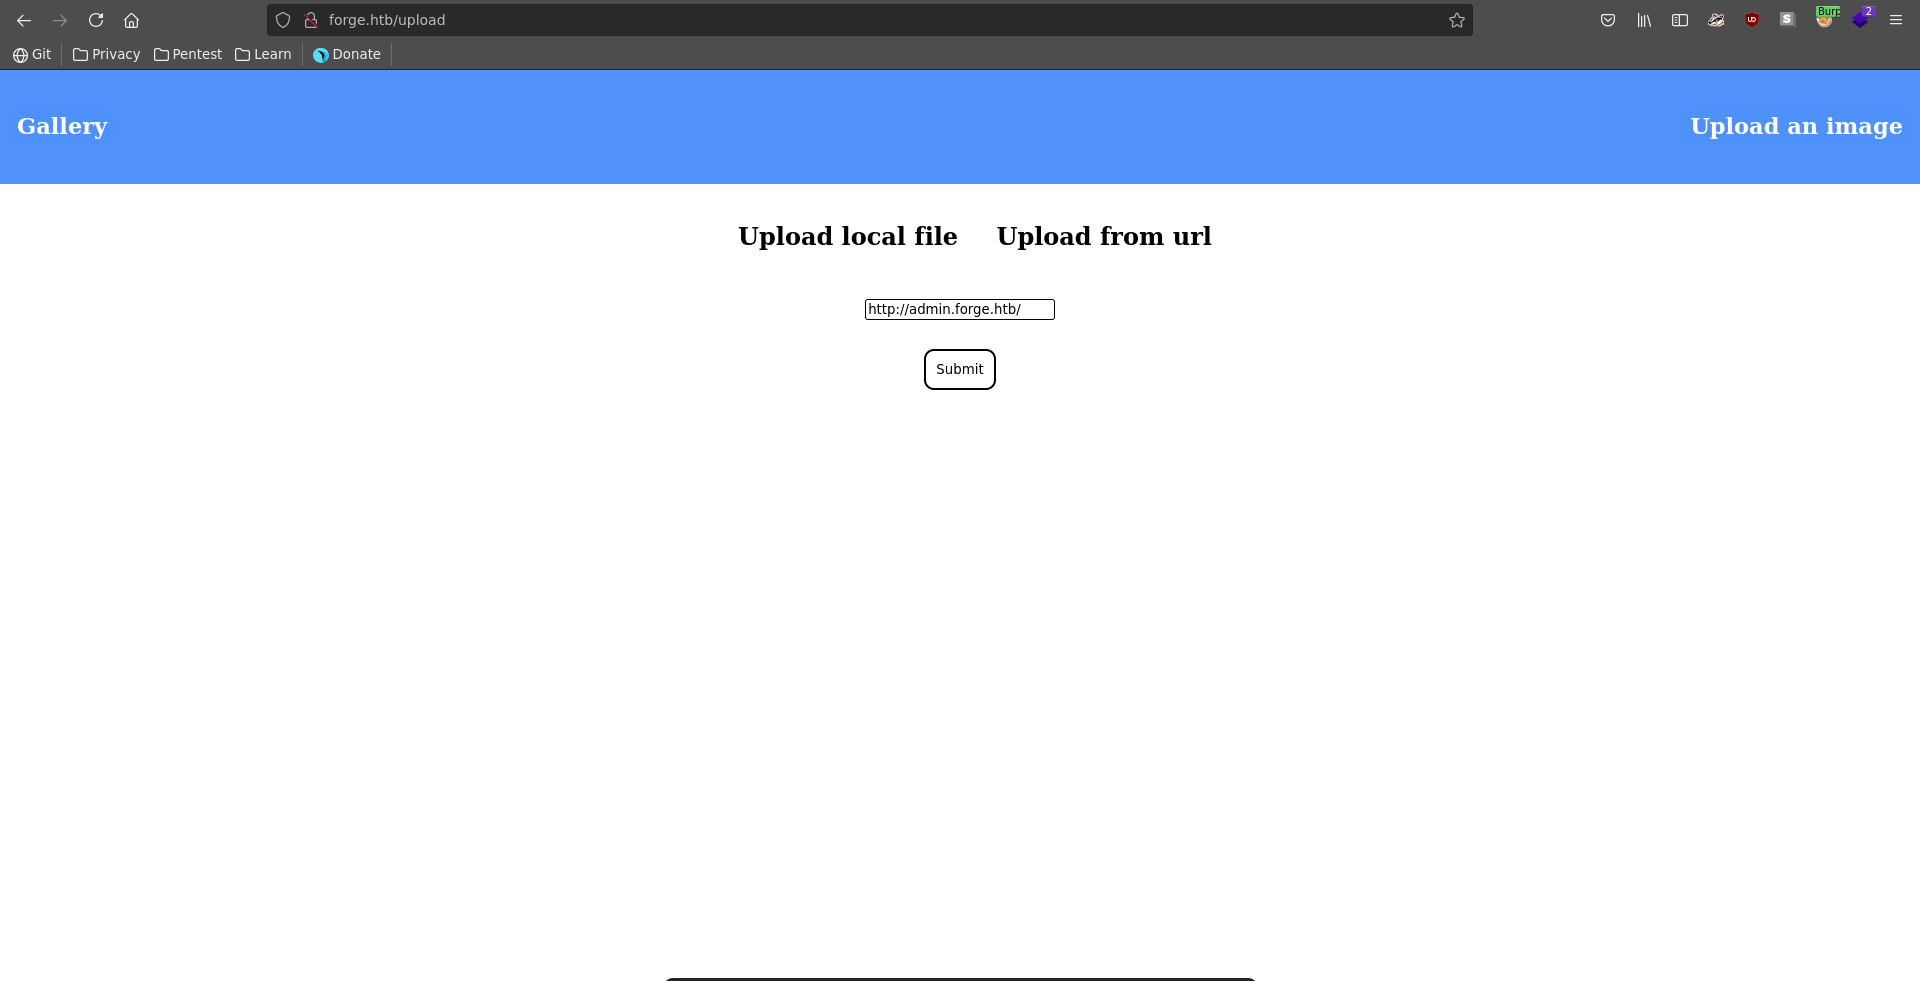 forge.htb/upload
UD
S
Burp
2
Git Privacy Pentest Learn Donate
Gallery Upload an image
Upload local file Upload from url
http://admin.forge.htb/
Submit